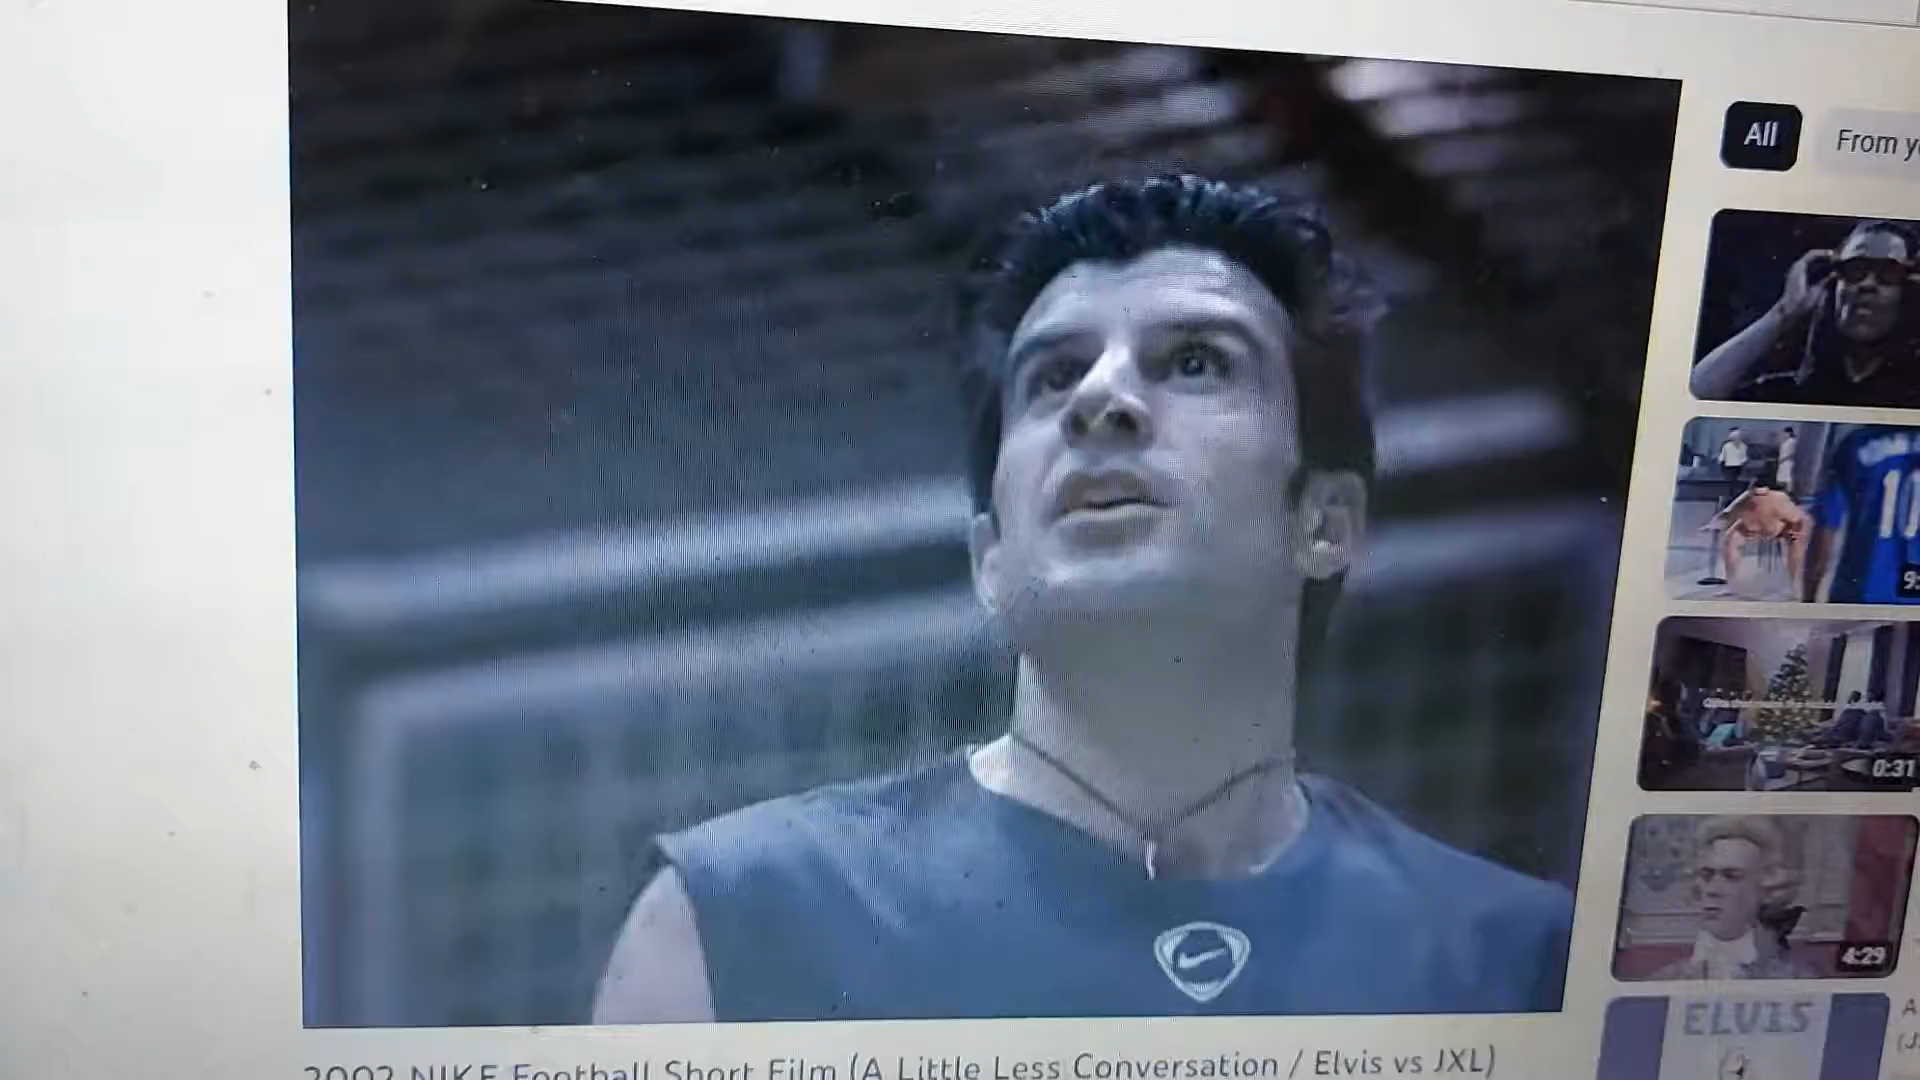 All
From
10
9:
0:31
4:29
ELVIS
2002 NIKE Football Short Film (A Little Less Conversation / Elvis vs JXL)
A
(J